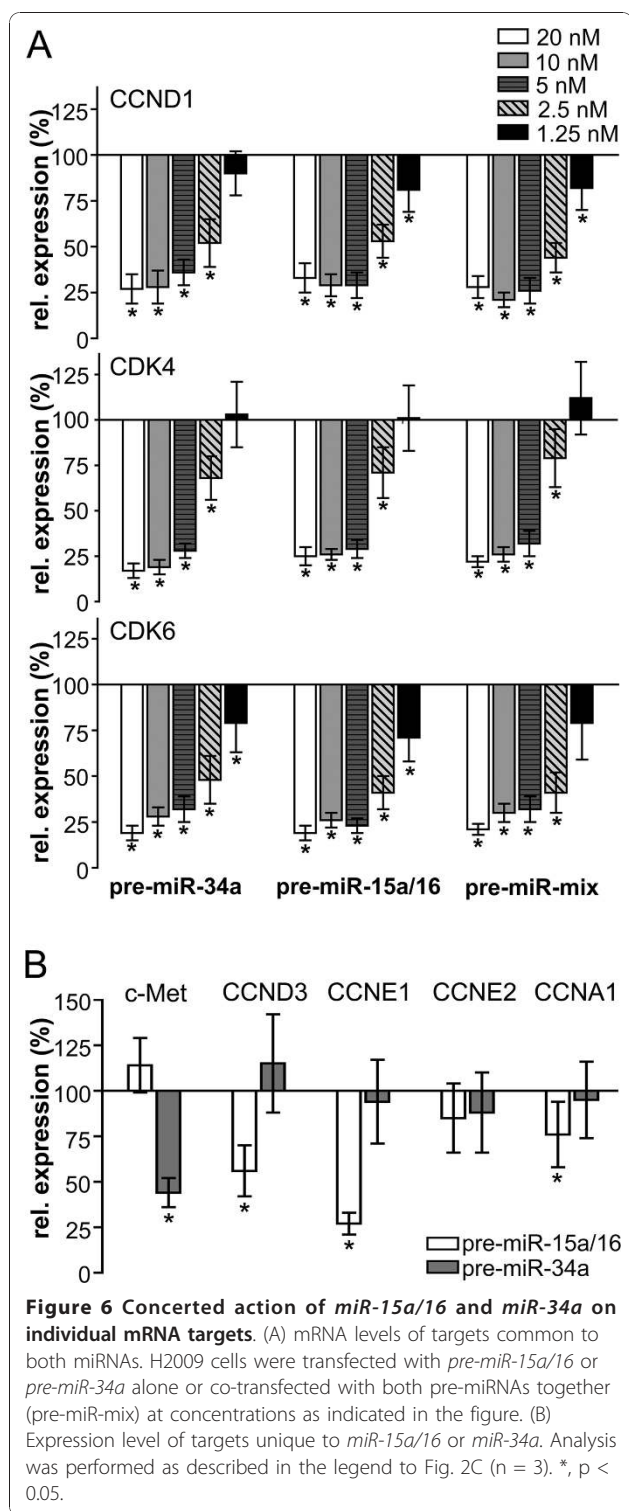 A
20 nM
10 nM
5 nM
2.5 nM
1.25 nM
CCND1
rel. expression (%)
125
100
75
50
25
0
* * * *
* * * * *
* * * * *
CDK4
rel. expression (%)
125
100
75
50
25
0
* * * *
* * * *
* * * *
CDK6
rel. expression (%)
125
100
75
50
25
0
* * * * *
* * * * *
* * * *
pre-miR-34a pre-miR-15a/16 pre-miR-mix
B
c-Met CCND3 CCNE1 CCNE2 CCNA1
rel. expression (%)
150
125
100
75
50
25
0
* * * *
pre-miR-15a/16
pre-miR-34a
Figure 6 Concerted action of miR-15a/16 and miR-34a on
individual mRNA targets. (A) mRNA levels of targets common to
both miRNAs. H2009 cells were transfected with pre-miR-15a/16 or
pre-miR-34a alone or co-transfected with both pre-miRNAs together
(pre-miR-mix) at concentrations as indicated in the figure. (B)
Expression level of targets unique to miR-15a/16 or miR-34a. Analysis
was performed as described in the legend to Fig. 2C (n = 3). *, p <
0.05.